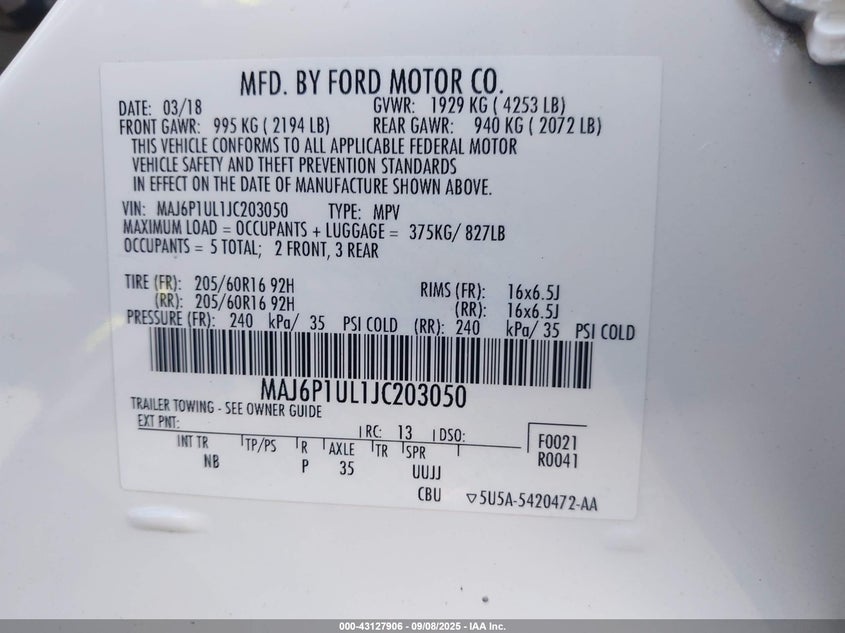 MFD. BY FORD MOTOR CO.
DATE: 03/18 GVWR: 1929 KG ( 4253 LB)
FRONT GAWR: 995 KG ( 2194 LB) REAR GAWR: 940 KG ( 2072 LB)
THIS VEHICLE CONFORMS TO ALL APPLICABLE FEDERAL MOTOR
VEHICLE SAFETY AND THEFT PREVENTION STANDARDS
IN EFFECT ON THE DATE OF MANUFACTURE SHOWN ABOVE.
VIN: MAJ6P1UL1JC203050 TYPE: MPV
MAXIMUM LOAD = OCCUPANTS + LUGGAGE = 375KG/ 827LB
OCCUPANTS = 5 TOTAL; 2 FRONT, 3 REAR
TIRE (FR): 205/60R16 92H RIMS (FR): 16x6.5J
(RR): 205/60R16 92H (RR): 16x6.5J
PRESSURE (FR): 240 kPa/ 35 PSI COLD (RR): 240 kPa/ 35 PSI COLD
MAJ6P1UL1JC203050
TRAILER TOWING - SEE OWNER GUIDE
EXT PNT: RC: 13 DSO: F0021
INT TR TP/PS R AXLE TR SPR R0041
NB P 35 UUJJ
CBU 5U5A-5420472-AA
000-43127906 - 09/08/2025 - IAA Inc.